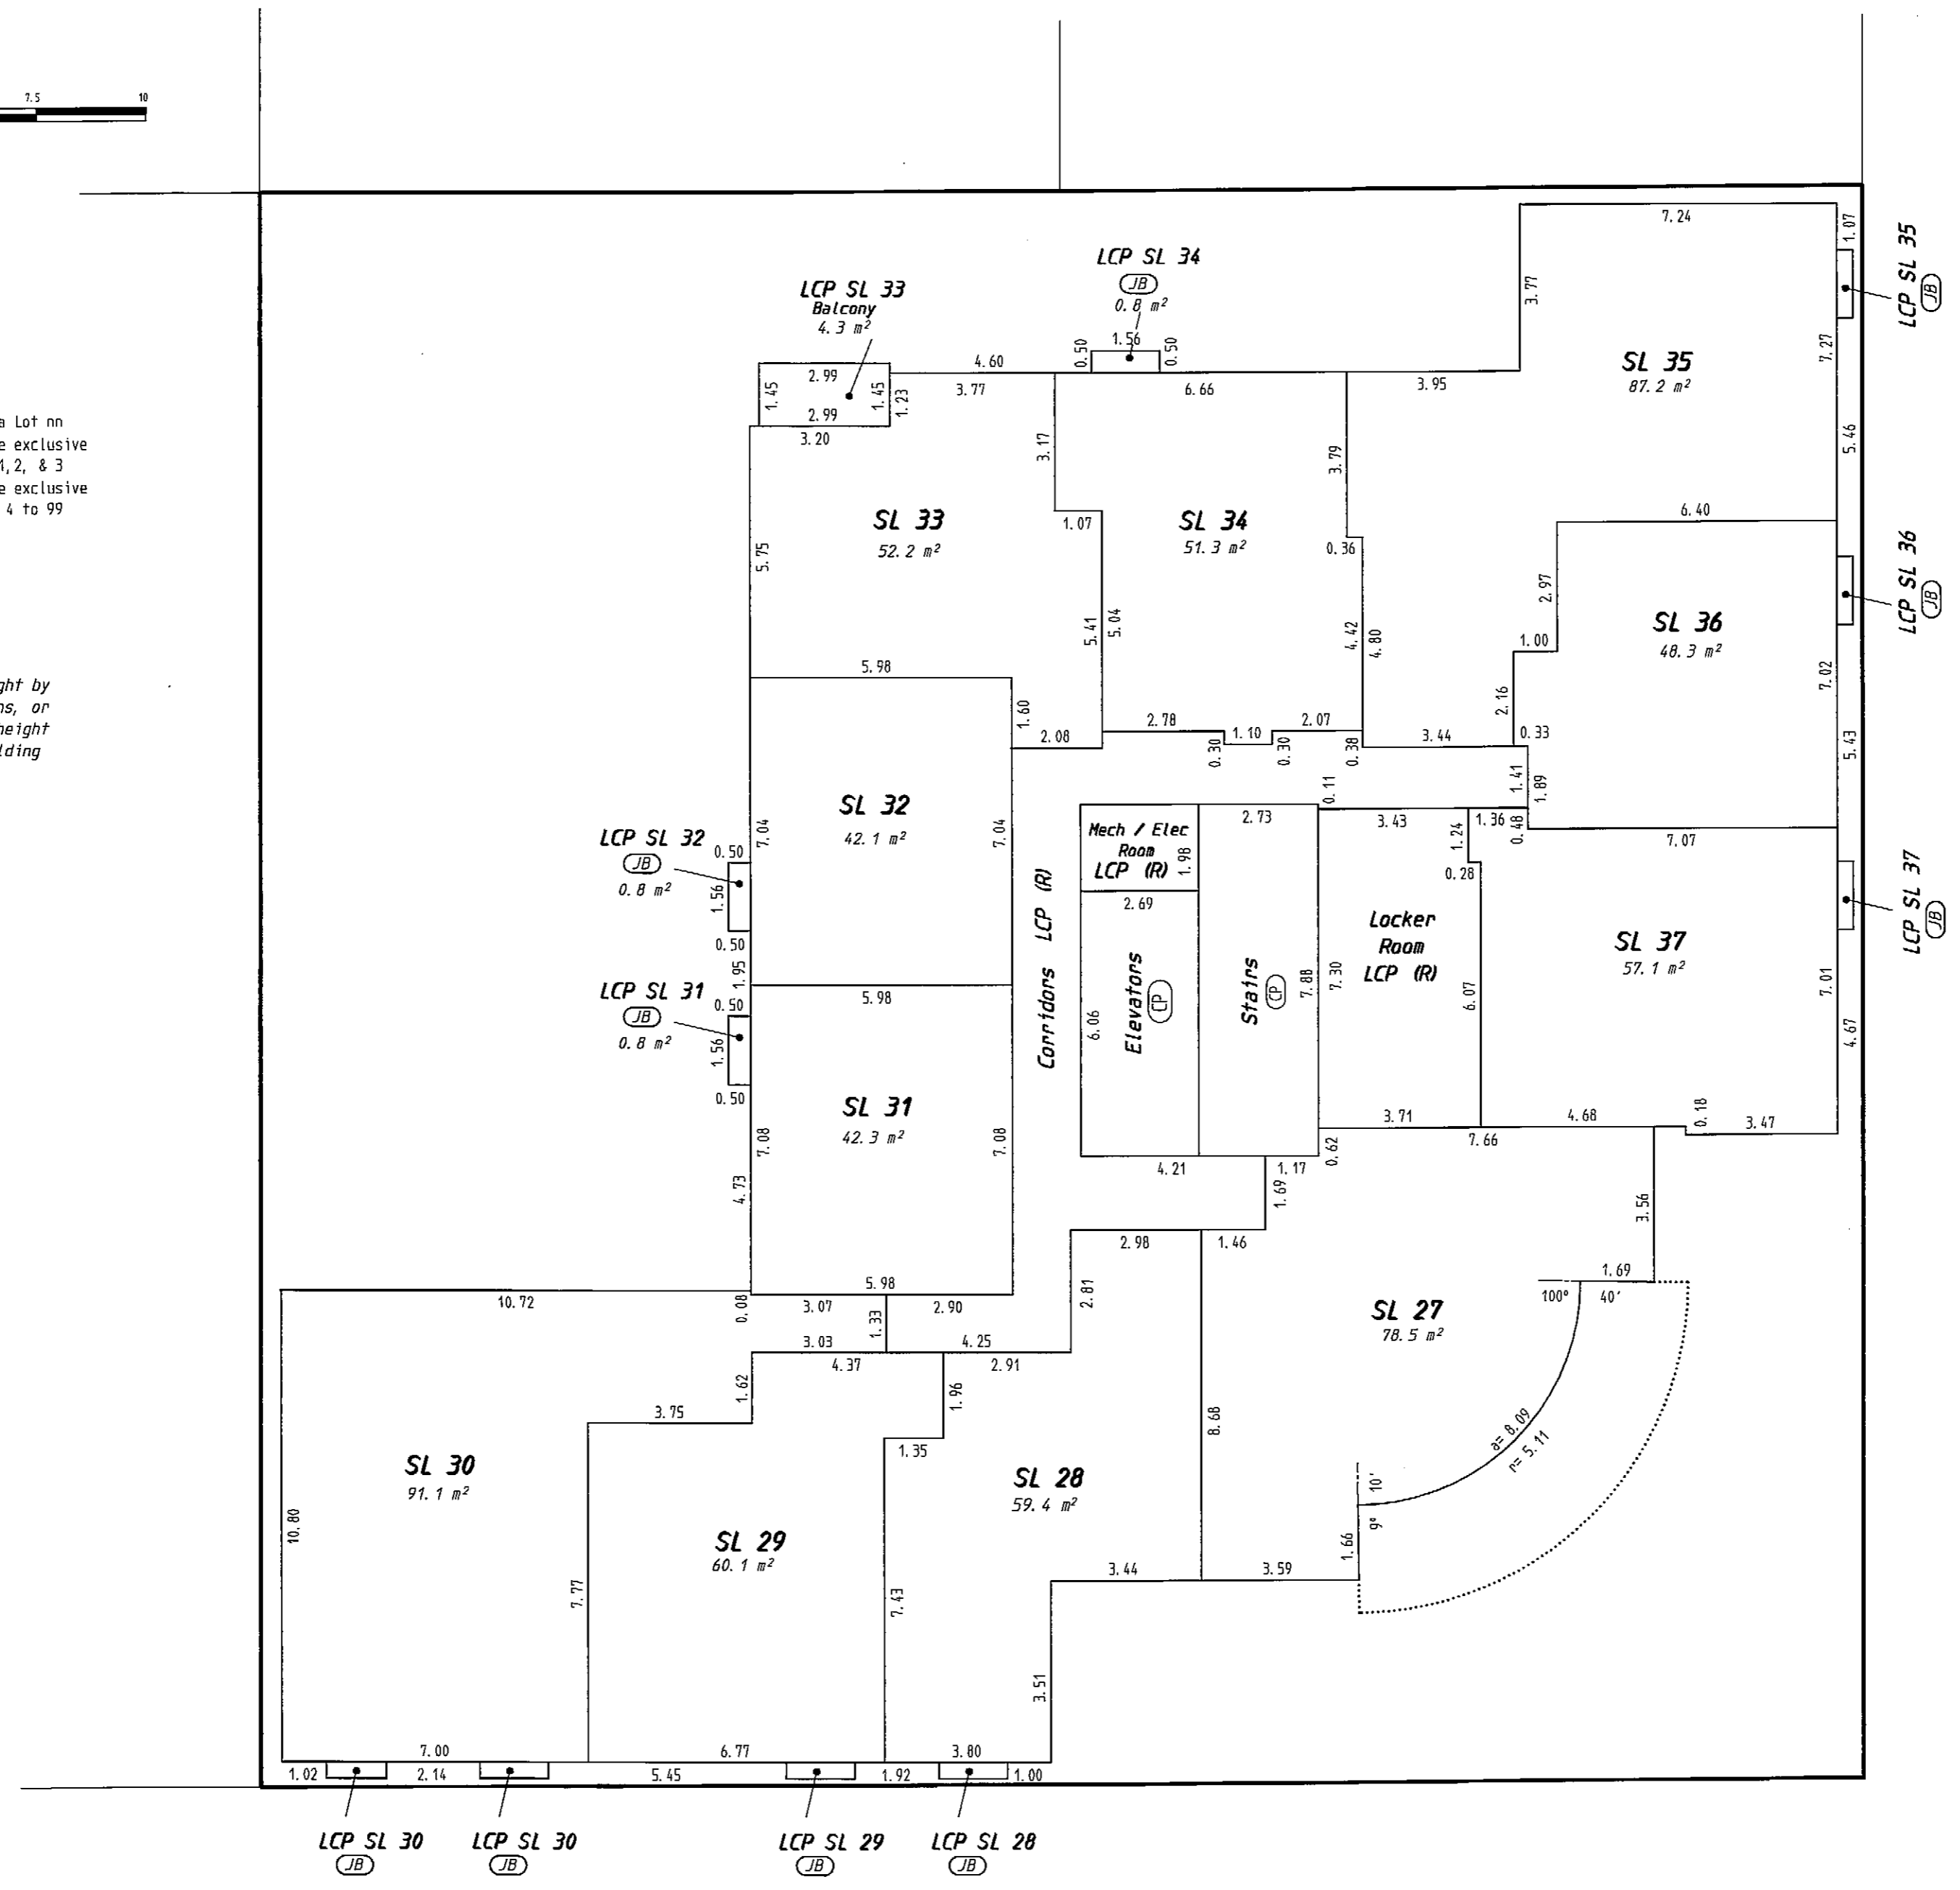 7.5 10
a Lot nn
e exclusive
1, 2, & 3
e exclusive
4 to 99
ght by
ns, or
height
lding
LCP SL 33
Balcony
4.3 m²
2.99
1.45
1.45
1.23
2.99
3.20
LCP SL 34
JB
0.8 m²
0.50
1.56
0.50
4.60
3.77
6.66
3.95
7.24
3.77
1.07
LCP SL 35
JB
SL 35
87.2 m²
7.27
5.46
3.17
3.79
SL 33
52.2 m²
5.75
1.07
SL 34
51.3 m²
0.36
6.40
2.97
LCP SL 36
JB
5.41
5.04
4.42
4.80
1.00
SL 36
48.3 m²
7.02
2.16
5.98
1.60
2.08
2.78
0.30
1.10
0.30
2.07
0.38
3.44
0.33
5.43
1.41
1.89
0.11
SL 32
42.1 m²
7.04
7.04
LCP SL 32
JB
0.8 m²
0.50
1.56
0.50
1.95
Mech / Elec
Room
LCP (R)
1.98
2.69
2.73
3.43
1.24
1.36
0.48
0.28
7.07
LCP SL 37
JB
Corridors LCP (R)
Elevators
CP
6.06
Stairs
CP
7.88
7.30
Locker
Room
LCP (R)
6.07
SL 37
57.1 m²
7.01
4.67
LCP SL 31
JB
0.8 m²
0.50
1.56
0.50
5.98
SL 31
42.3 m²
7.08
7.08
4.73
4.21
1.17
0.62
3.71
7.66
4.68
0.18
3.47
1.69
3.56
2.98
1.46
5.98
10.72
0.08
3.07
2.90
2.81
1.33
3.03
4.37
4.25
2.91
1.62
1.96
3.75
1.35
1.69
100° 40'
SL 27
78.5 m²
a= 8.09
r= 5.11
10'
9°
1.66
8.68
SL 30
91.1 m²
10.80
SL 28
59.4 m²
SL 29
60.1 m²
7.77
7.43
3.44
3.59
3.51
7.00
6.77
3.80
1.02
2.14
5.45
1.92
1.00
LCP SL 30
JB
LCP SL 30
JB
LCP SL 29
JB
LCP SL 28
JB